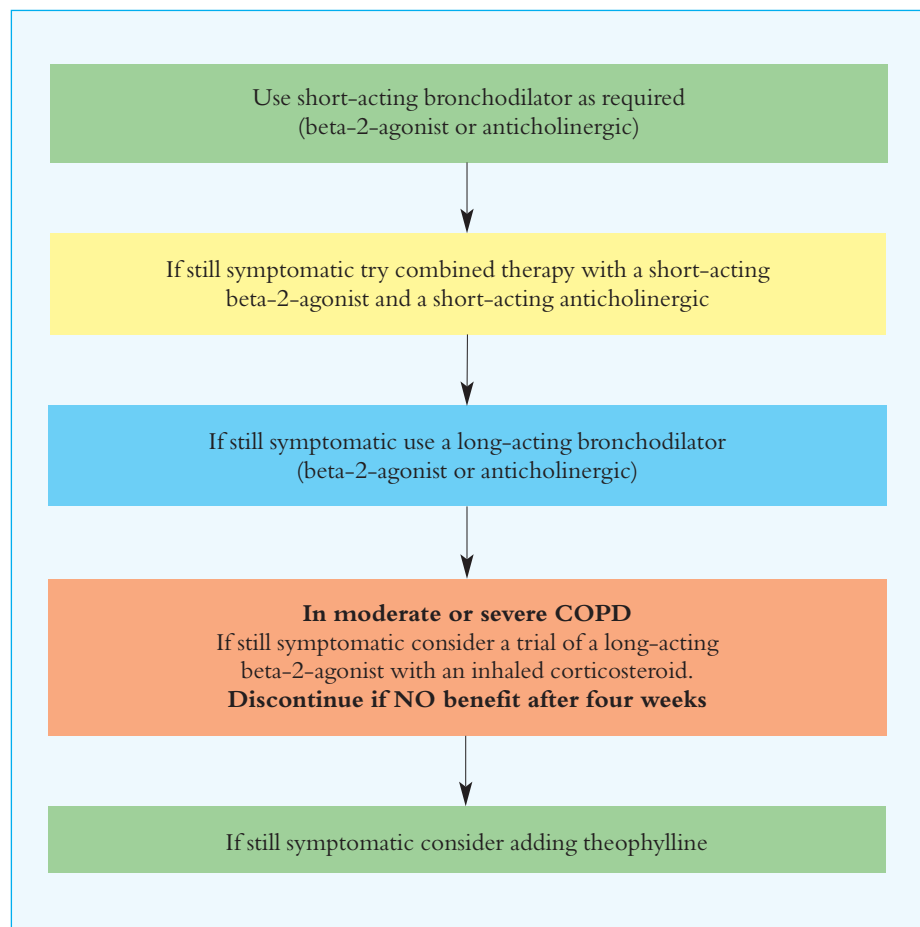 Use short-acting bronchodilator as required
(beta-2-agonist or anticholinergic)
If still symptomatic try combined therapy with a short-acting
beta-2-agonist and a short-acting anticholinergic
If still symptomatic use a long-acting bronchodilator
(beta-2-agonist or anticholinergic)
In moderate or severe COPD
If still symptomatic consider a trial of a long-acting
beta-2-agonist with an inhaled corticosteroid.
Discontinue if NO benefit after four weeks
If still symptomatic consider adding theophylline